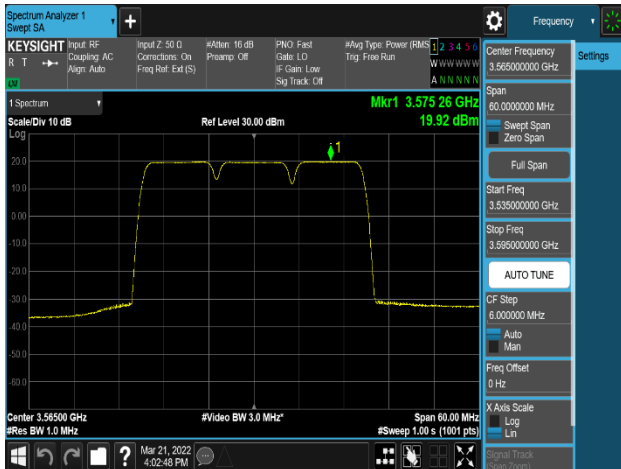 Spectrum Analyzer 1
Swept SA
Frequency
KEYSIGHT
R T
Input: RF
Coupling: AC
Align: Auto
Input Z: 50 Ω
Corrections: On
Freq Ref: Ext (S)
#Atten: 16 dB
Preamp: Off
PNO: Fast
Gate: LO
IF Gain: Low
Sig Track: Off
#Avg Type: Power (RMS
Trig: Free Run
1 2 3 4 5 6
W W W W W W
A N N N N N
1 Spectrum
Scale/Div 10 dB
Ref Level 30.00 dBm
Mkr1 3.575 26 GHz
19.92 dBm
Log
1
20.0
10.0
0.00
-10.0
-20.0
-30.0
-40.0
-50.0
-60.0
Center 3.56500 GHz
#Res BW 1.0 MHz
#Video BW 3.0 MHz*
Span 60.00 MHz
#Sweep 1.00 s (1001 pts)
Mar 21, 2022
4:02:48 PM
?
Center Frequency
3.565000000 GHz
Settings
Span
60.0000000 MHz
Swept Span
Zero Span
Full Span
Start Freq
3.535000000 GHz
Stop Freq
3.595000000 GHz
AUTO TUNE
CF Step
6.000000 MHz
Auto
Man
Freq Offset
0 Hz
X Axis Scale
Log
Lin
Signal Track
(Span Zoom)